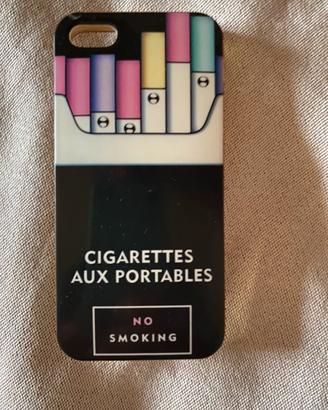 CIGARETTES
AUX PORTABLES
NO
SMOKING